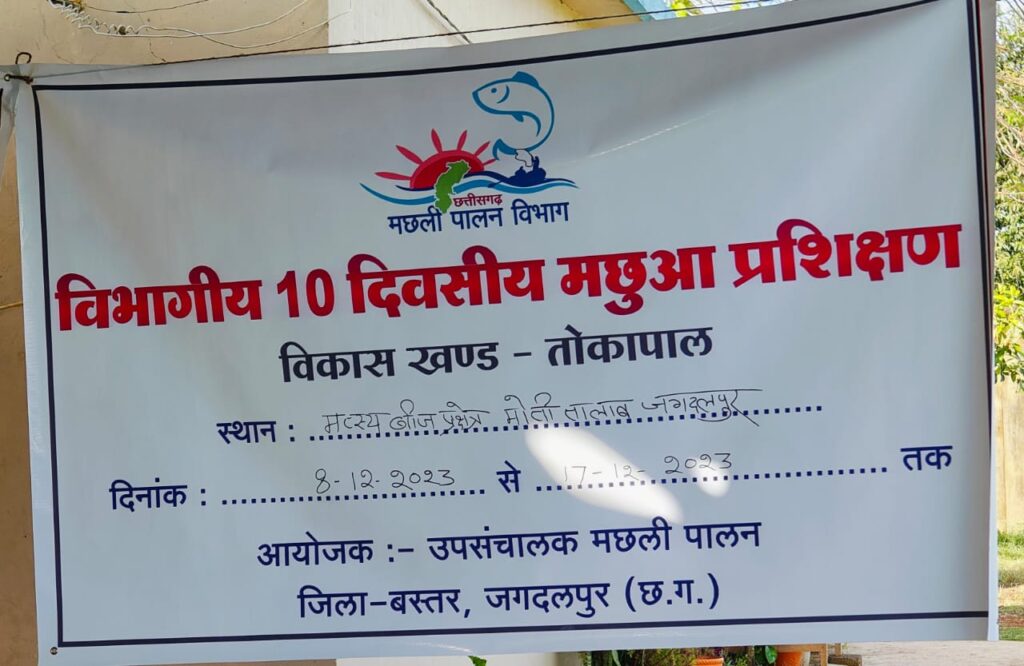 छत्तीसगढ़
मछली पालन विभाग
विभागीय 10 दिवसीय मछुआ प्रशिक्षण
विकास खण्ड - तोकापाल
स्थान : मत्स्य बीज प्रक्षेत्र मोती तालाब जगदलपुर
दिनांक : 8-12-2023 से 17-12-2023 तक
आयोजक :- उपसंचालक मछली पालन
जिला-बस्तर, जगदलपुर (छ.ग.)